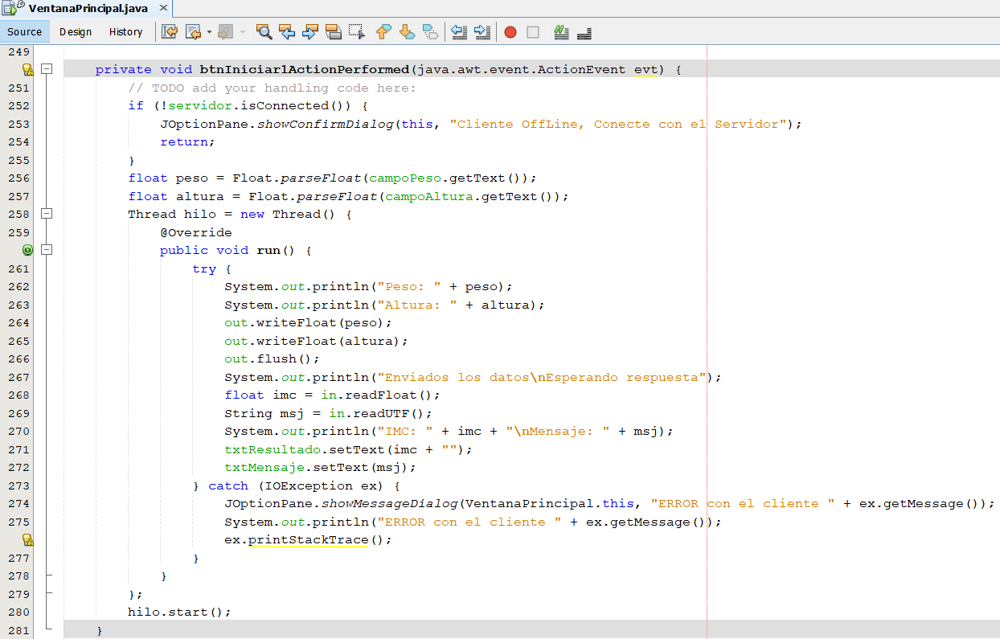 VentanaPrincipal.java ×
Source Design History
249
private void btnIniciar1ActionPerformed(java.awt.event.ActionEvent evt) {
251 // TODO add your handling code here:
252 if (!servidor.isConnected()) {
253 JOptionPane.showConfirmDialog(this, "Cliente OffLine, Conecte con el Servidor");
254 return;
255 }
256 float peso = Float.parseFloat(campoPeso.getText());
257 float altura = Float.parseFloat(campoAltura.getText());
258 Thread hilo = new Thread() {
259 @Override
public void run() {
261 try {
262 System.out.println("Peso: " + peso);
263 System.out.println("Altura: " + altura);
264 out.writeFloat(peso);
265 out.writeFloat(altura);
266 out.flush();
267 System.out.println("Enviados los datos\nEsperando respuesta");
268 float imc = in.readFloat();
269 String msj = in.readUTF();
270 System.out.println("IMC: " + imc + "\nMensaje: " + msj);
271 txtResultado.setText(imc + "");
272 txtMensaje.setText(msj);
273 } catch (IOException ex) {
274 JOptionPane.showMessageDialog(VentanaPrincipal.this, "ERROR con el cliente " + ex.getMessage());
275 System.out.println("ERROR con el cliente " + ex.getMessage());
ex.printStackTrace();
277 }
278 }
279 };
280 hilo.start();
281 }